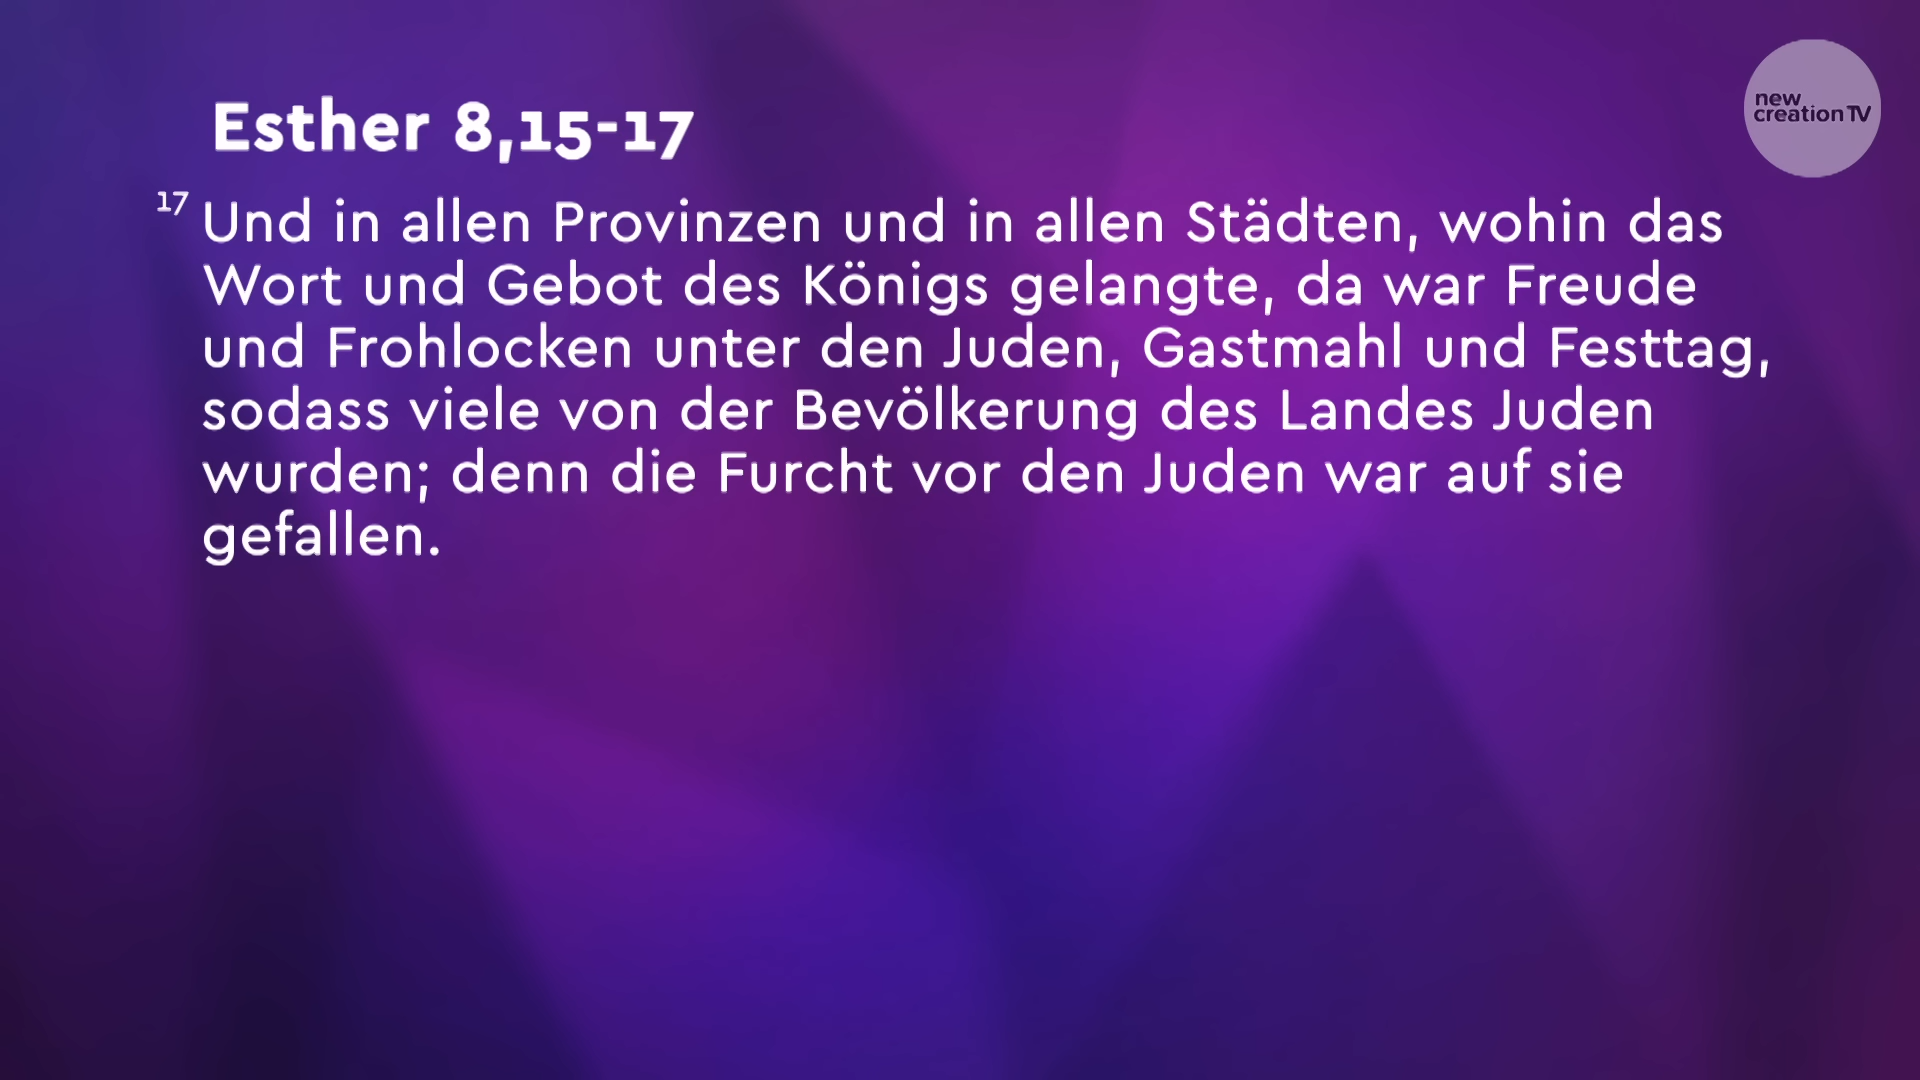 Esther 8,15-17
new
creation TV
17 Und in allen Provinzen und in allen Städten, wohin das
Wort und Gebot des Königs gelangte, da war Freude
und Frohlocken unter den Juden, Gastmahl und Festtag,
sodass viele von der Bevölkerung des Landes Juden
wurden; denn die Furcht vor den Juden war auf sie
gefallen.